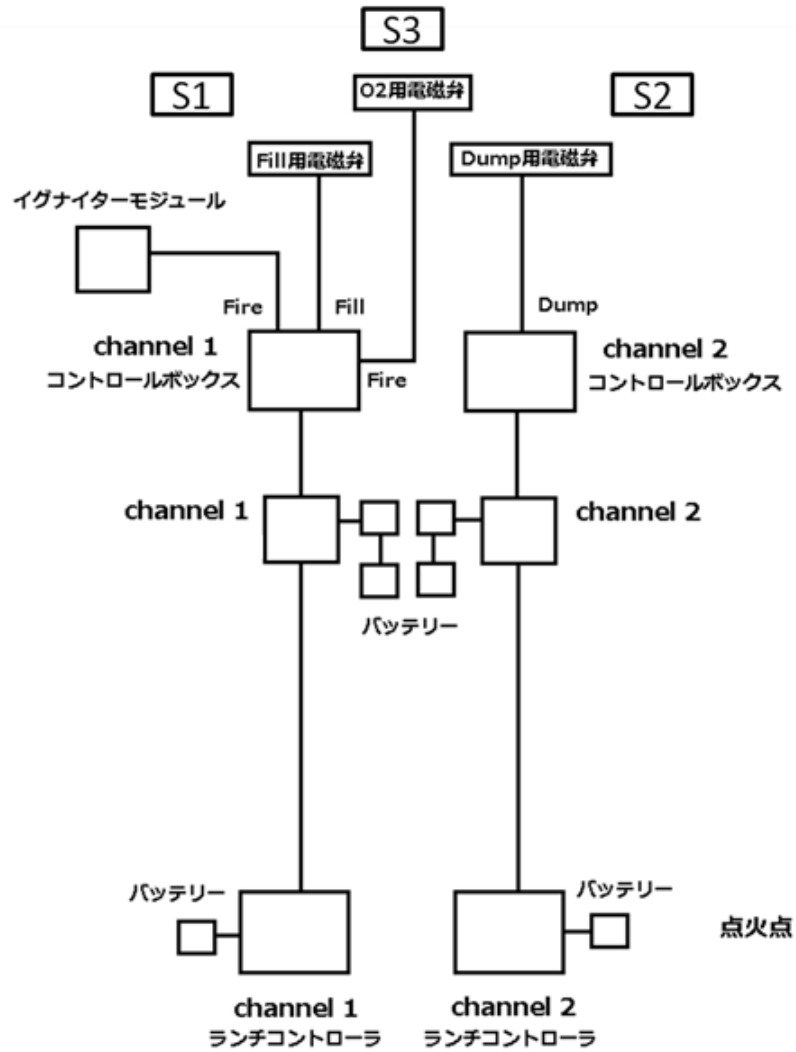 S3
S1
O2用電磁弁
S2
Fill用電磁弁
Dump用電磁弁
イグナイターモジュール
Fire
Fill
Dump
channel 1
コントロールボックス
Fire
channel 2
コントロールボックス
channel 1
channel 2
バッテリー
バッテリー
バッテリー
点火点
channel 1
ランチコントローラ
channel 2
ランチコントローラ